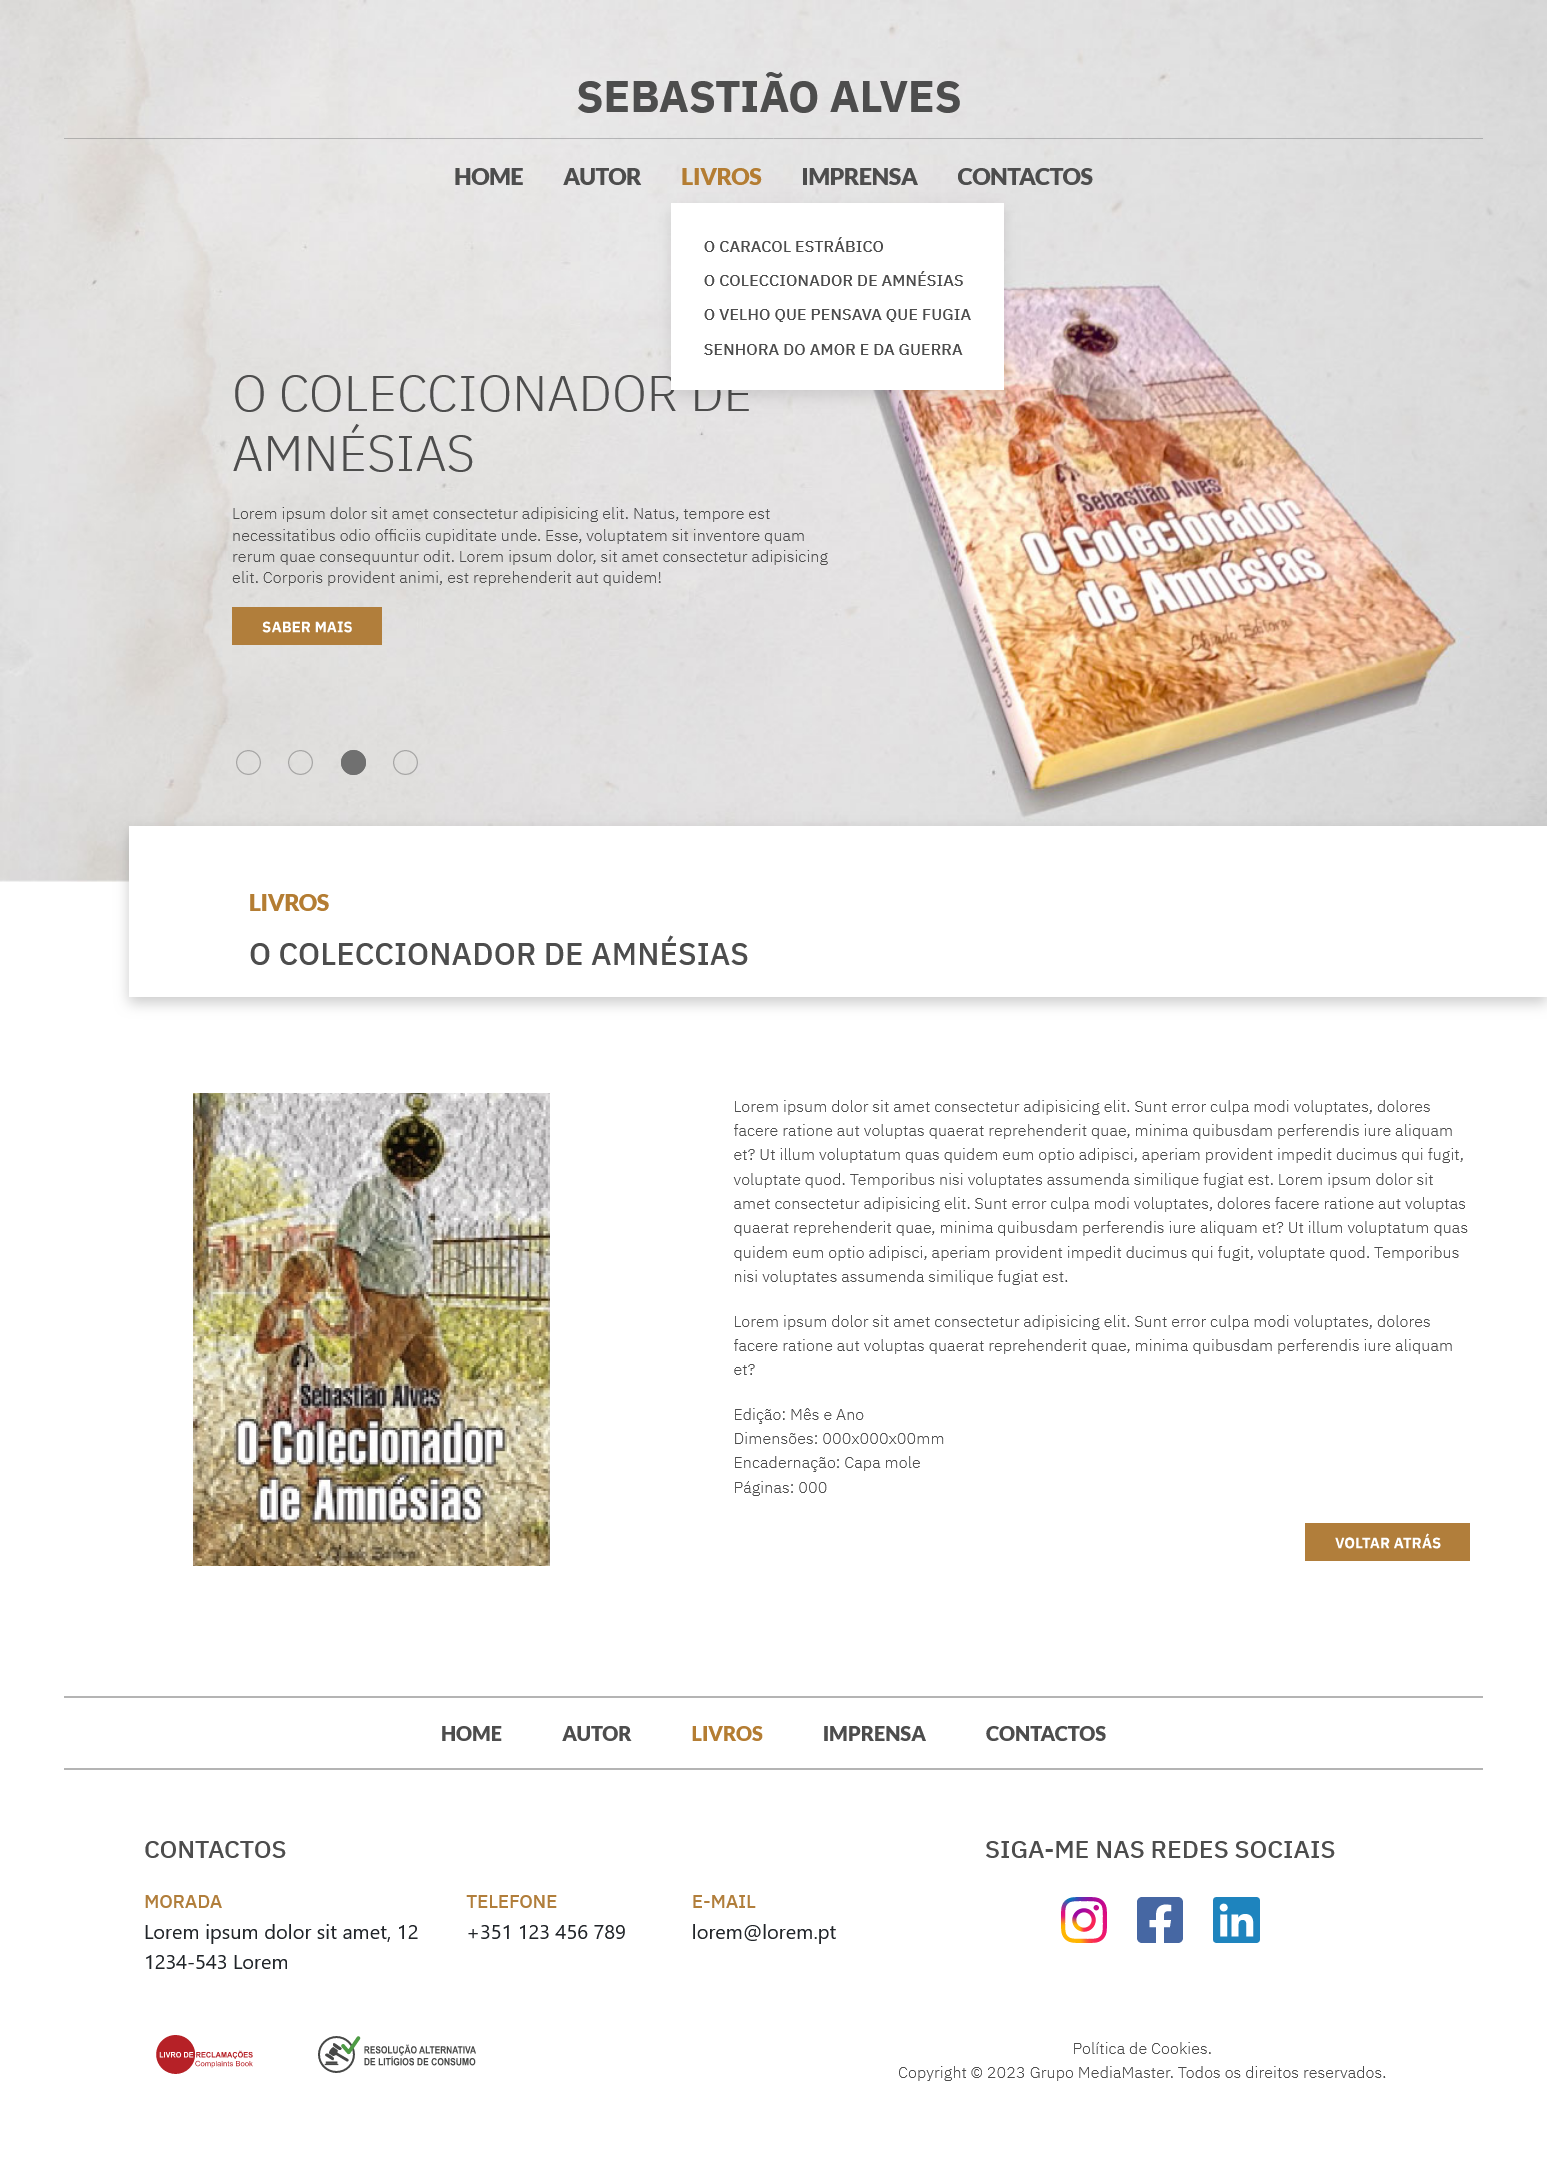 SEBASTIÃO ALVES
HOME AUTOR LIVROS IMPRENSA CONTACTOS
O CARACOL ESTRÁBICO
O COLECCIONADOR DE AMNÉSIAS
O VELHO QUE PENSAVA QUE FUGIA
SENHORA DO AMOR E DA GUERRA
O COLECCIONADOR DE
AMNÉSIAS
Lorem ipsum dolor sit amet consectetur adipisicing elit. Natus, tempore est
necessitatibus odio officiis cupiditate unde. Esse, voluptatem sit inventore quam
rerum quae consequuntur odit. Lorem ipsum dolor, sit amet consectetur adipisicing
elit. Corporis provident animi, est reprehenderit aut quidem!
SABER MAIS
Sebastião Alves
O Colecionador
de Amnésias
Chiado Editora
Chiado Editora
LIVROS
O COLECCIONADOR DE AMNÉSIAS
Sebastião Alves
O Colecionador
de Amnésias
Lorem ipsum dolor sit amet consectetur adipisicing elit. Sunt error culpa modi voluptates, dolores
facere ratione aut voluptas quaerat reprehenderit quae, minima quibusdam perferendis iure aliquam
et? Ut illum voluptatum quas quidem eum optio adipisci, aperiam provident impedit ducimus qui fugit,
voluptate quod. Temporibus nisi voluptates assumenda similique fugiat est. Lorem ipsum dolor sit
amet consectetur adipisicing elit. Sunt error culpa modi voluptates, dolores facere ratione aut voluptas
quaerat reprehenderit quae, minima quibusdam perferendis iure aliquam et? Ut illum voluptatum quas
quidem eum optio adipisci, aperiam provident impedit ducimus qui fugit, voluptate quod. Temporibus
nisi voluptates assumenda similique fugiat est.
Lorem ipsum dolor sit amet consectetur adipisicing elit. Sunt error culpa modi voluptates, dolores
facere ratione aut voluptas quaerat reprehenderit quae, minima quibusdam perferendis iure aliquam
et?
Edição: Mês e Ano
Dimensões: 000x000x00mm
Encadernação: Capa mole
Páginas: 000
VOLTAR ATRÁS
HOME AUTOR LIVROS IMPRENSA CONTACTOS
CONTACTOS
MORADA
Lorem ipsum dolor sit amet, 12
1234-543 Lorem
TELEFONE
+351 123 456 789
E-MAIL
lorem@lorem.pt
SIGA-ME NAS REDES SOCIAIS
LIVRO DE RECLAMAÇÕES
Complaints Book
RESOLUÇÃO ALTERNATIVA
DE LITÍGIOS DE CONSUMO
Política de Cookies.
Copyright © 2023 Grupo MediaMaster. Todos os direitos reservados.